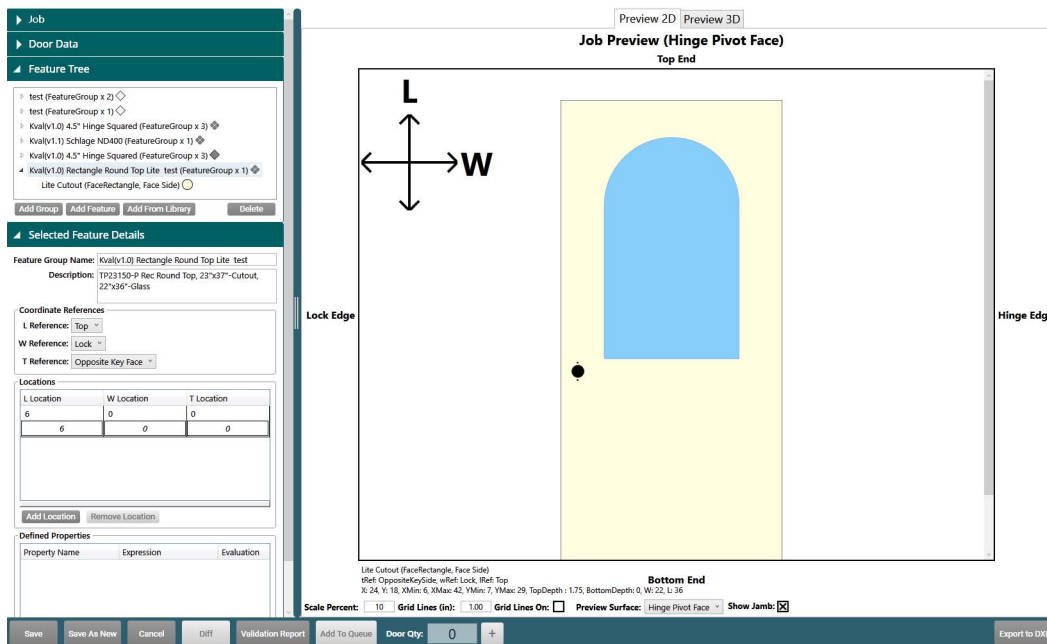 Job
Door Data
Feature Tree
test (FeatureGroup x 2)
test (FeatureGroup x 1)
Kval(v1.0) 4.5" Hinge Squared (FeatureGroup x 3)
Kval(v1.1) Schlage ND400 (FeatureGroup x 1)
Kval(v1.0) 4.5" Hinge Squared (FeatureGroup x 3)
Kval(v1.0) Rectangle Round Top Lite  test (FeatureGroup x 1)
Lite Cutout (FaceRectangle, Face Side)
Add Group Add Feature Add From Library Delete
Selected Feature Details
Feature Group Name: Kval(v1.0) Rectangle Round Top Lite  test
Description: TP23150-P Rec Round Top, 23"x37"-Cutout,
22"x36"-Glass
Coordinate References
L Reference: Top
W Reference: Lock
T Reference: Opposite Key Face
Locations
L Location W Location T Location
6 0 0
6 0 0
Add Location Remove Location
Defined Properties
Property Name Expression Evaluation
Preview 2D Preview 3D
Job Preview (Hinge Pivot Face)
Top End
L
W
Lock Edge
Hinge Edg
Lite Cutout (FaceRectangle, Face Side)
tRef: OppositeKeySide, wRef: Lock, lRef: Top
Bottom End
X: 24, Y: 18, XMin: 6, XMax: 42, YMin: 7, YMax: 29, TopDepth : 1.75, BottomDepth: 0, W: 22, L: 36
Scale Percent: 10 Grid Lines (in): 1.00 Grid Lines On: Preview Surface: Hinge Pivot Face Show Jamb:
Save Save As New Cancel Diff Validation Report Add To Queue Door Qty: 0 + Export to DX